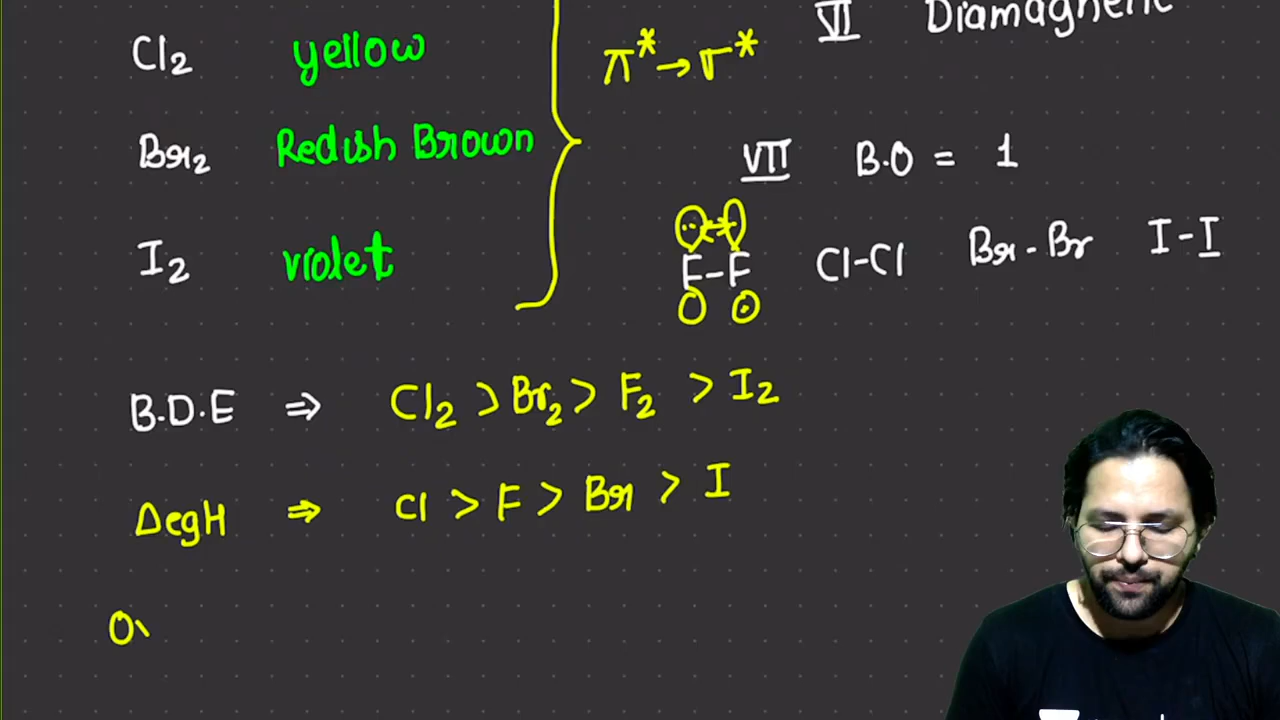 Cl2 yellow
π* → σ*
VI Diamagnetic
Br2 Redish Brown
VII B.O = 1
I2 violet
F-F Cl-Cl Br-Br I-I
B.D.E ⇒ Cl2 > Br2 > F2 > I2
ΔegH ⇒ Cl > F > Br > I